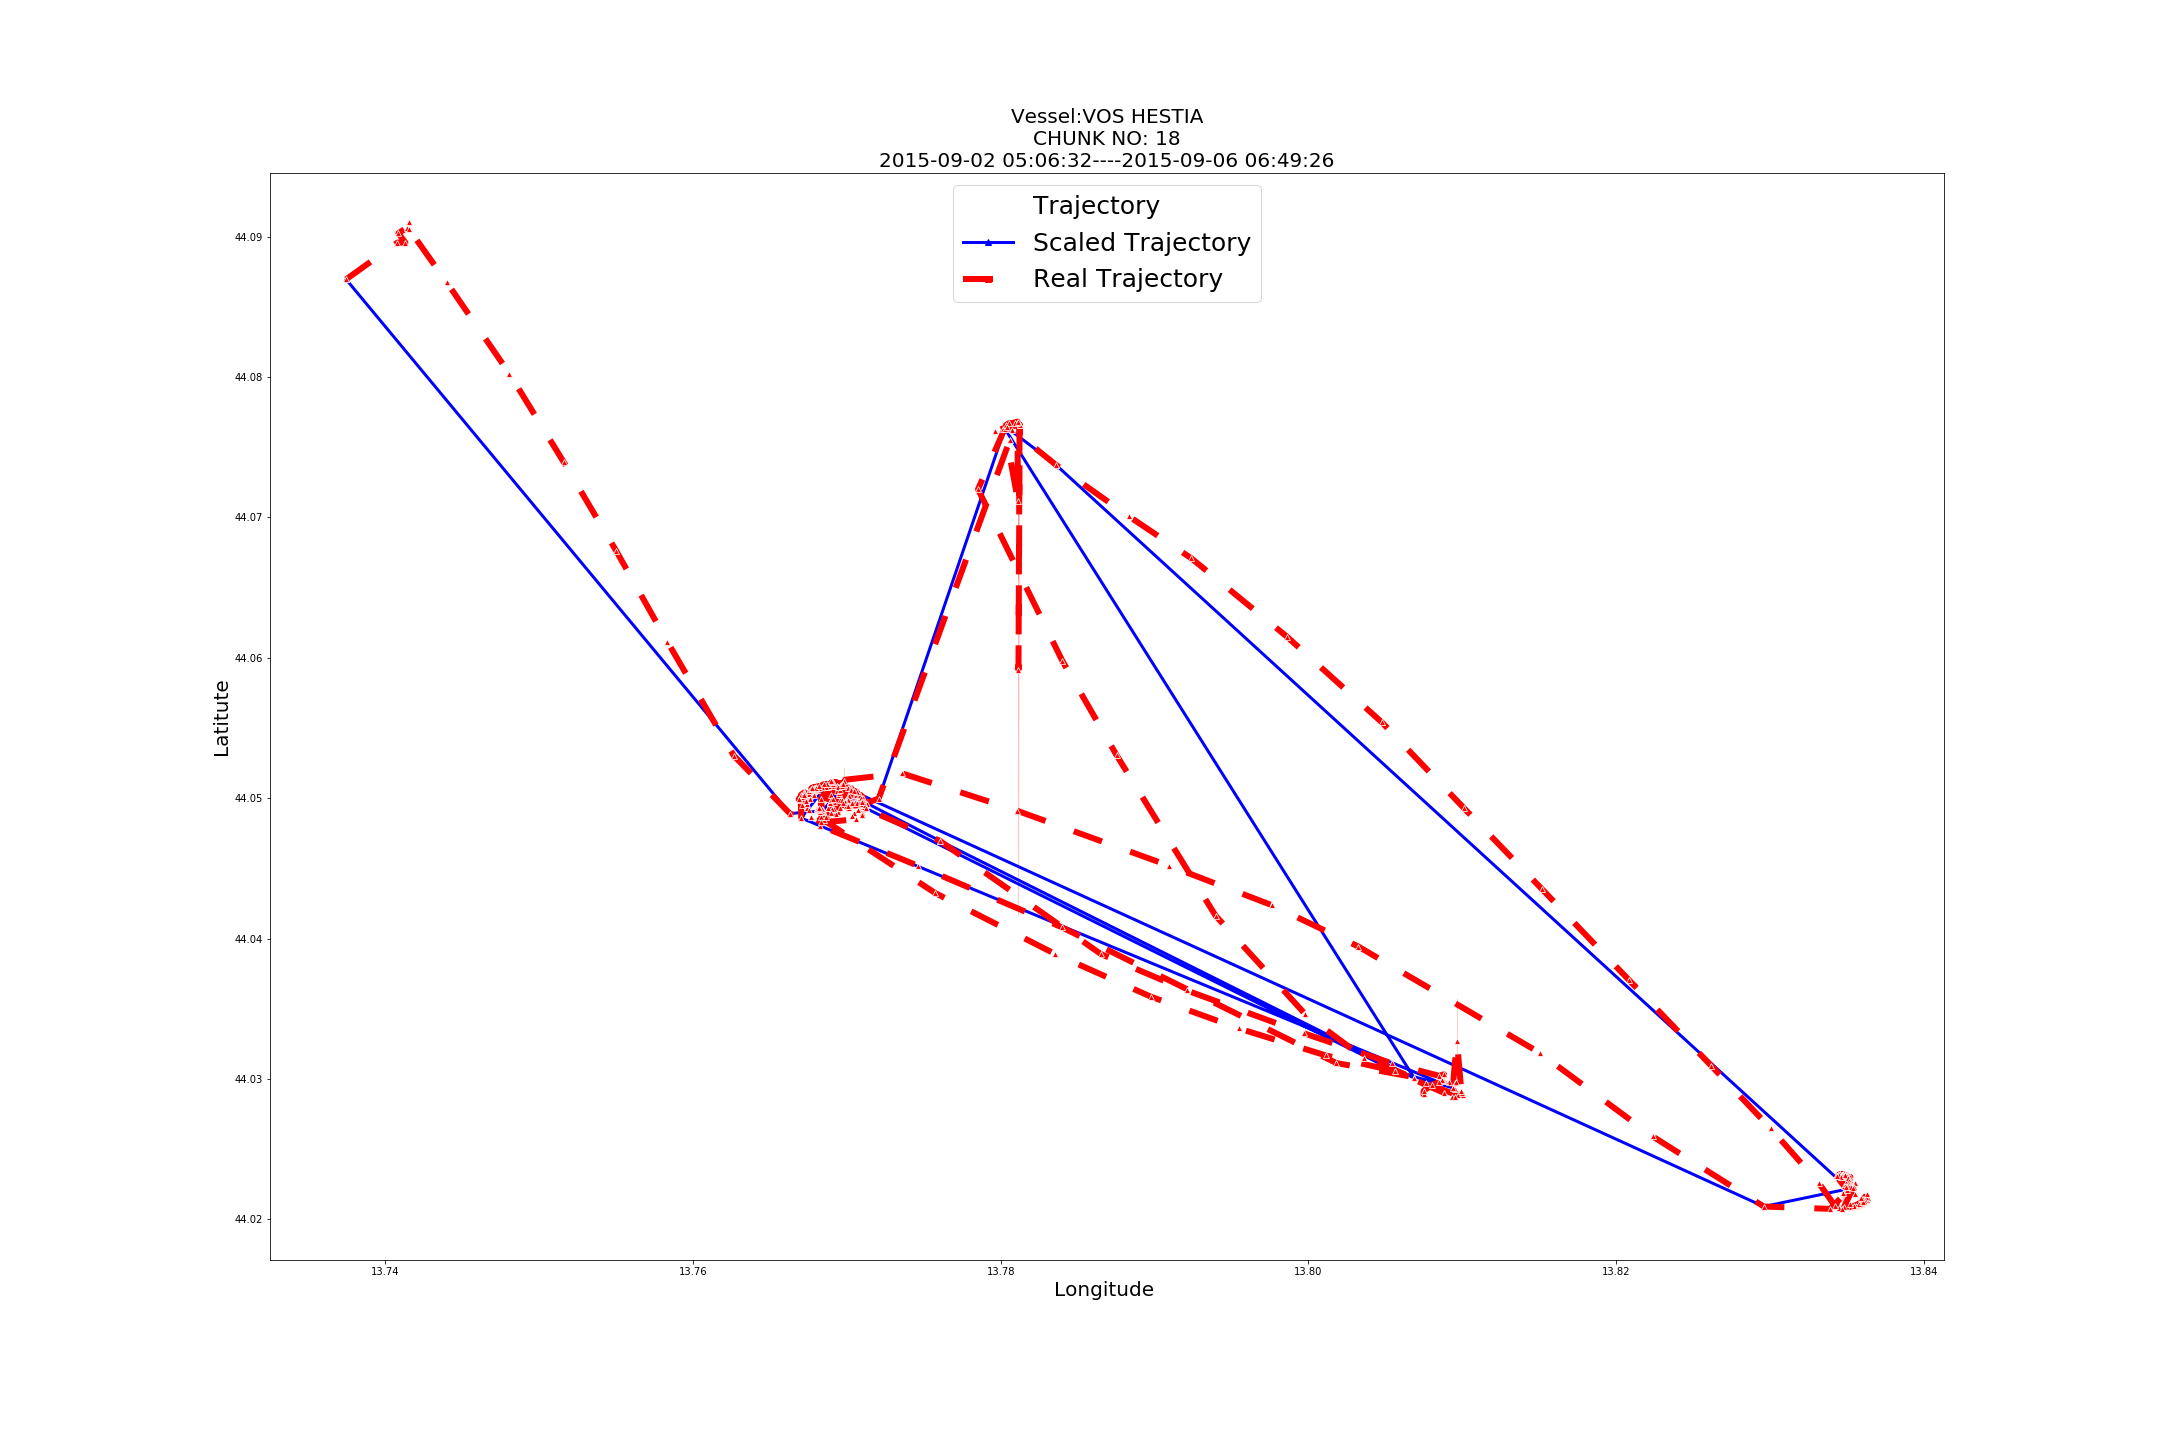 Vessel:VOS HESTIA
CHUNK NO: 18
2015-09-02 05:06:32----2015-09-06 06:49:26
Trajectory
Scaled Trajectory
Real Trajectory
44.09
44.08
44.07
44.06
44.05
44.04
44.03
44.02
Latitute
13.74 13.76 13.78 13.80 13.82 13.84
Longitude